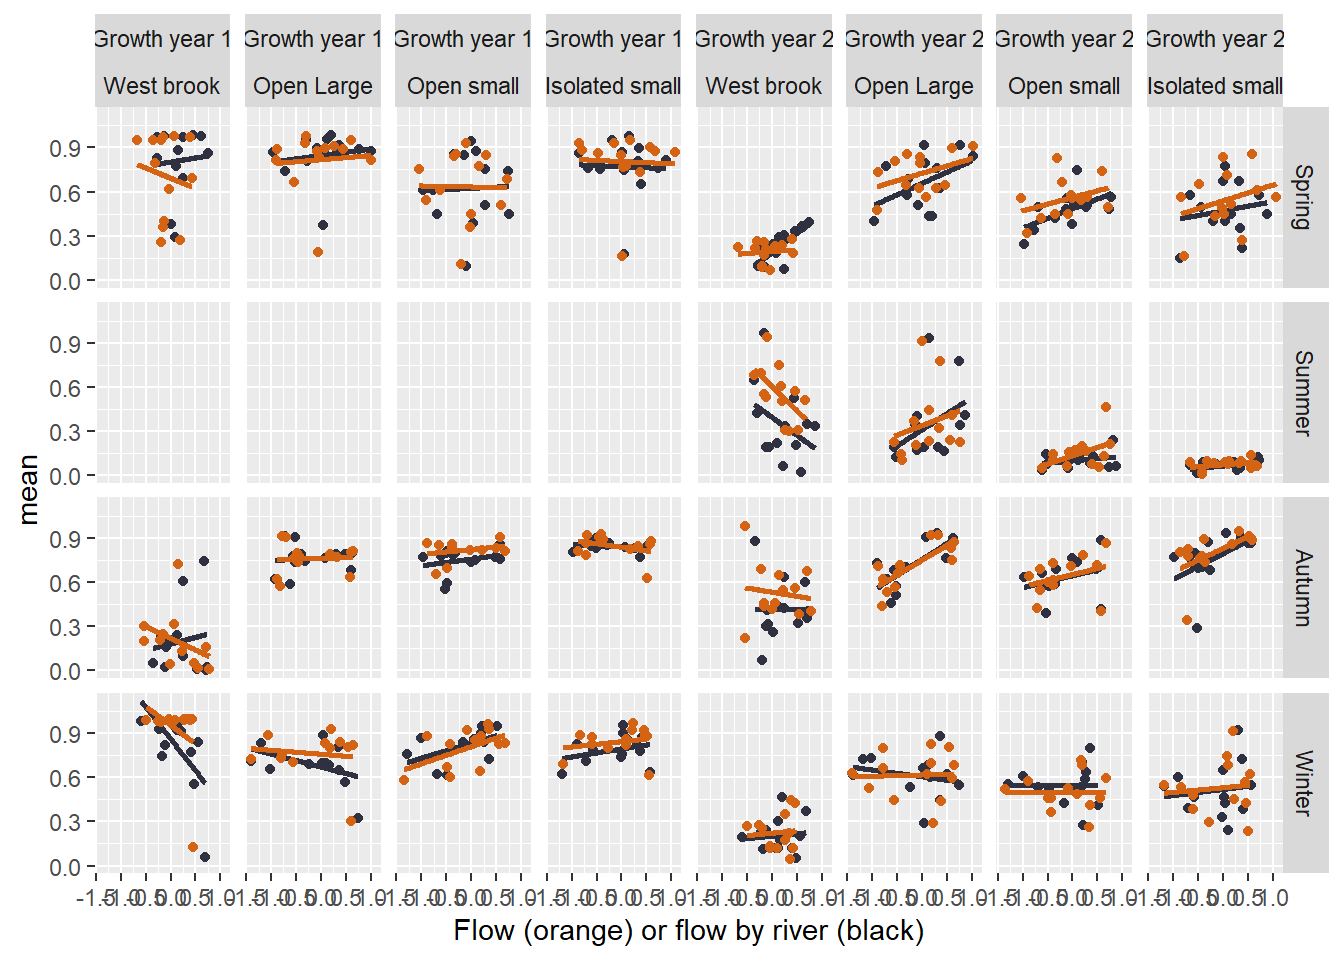 Growth year 1 Growth year 1 Growth year 1 Growth year 1 Growth year 2 Growth year 2 Growth year 2 Growth year 2
West brook Open Large Open small Isolated small West brook Open Large Open small Isolated small
0.9
0.6
0.3
0.0
Spring
0.9
0.6
0.3
0.0
Summer
mean
0.9
0.6
0.3
0.0
Autumn
0.9
0.6
0.3
0.0
Winter
Flow (orange) or flow by river (black)